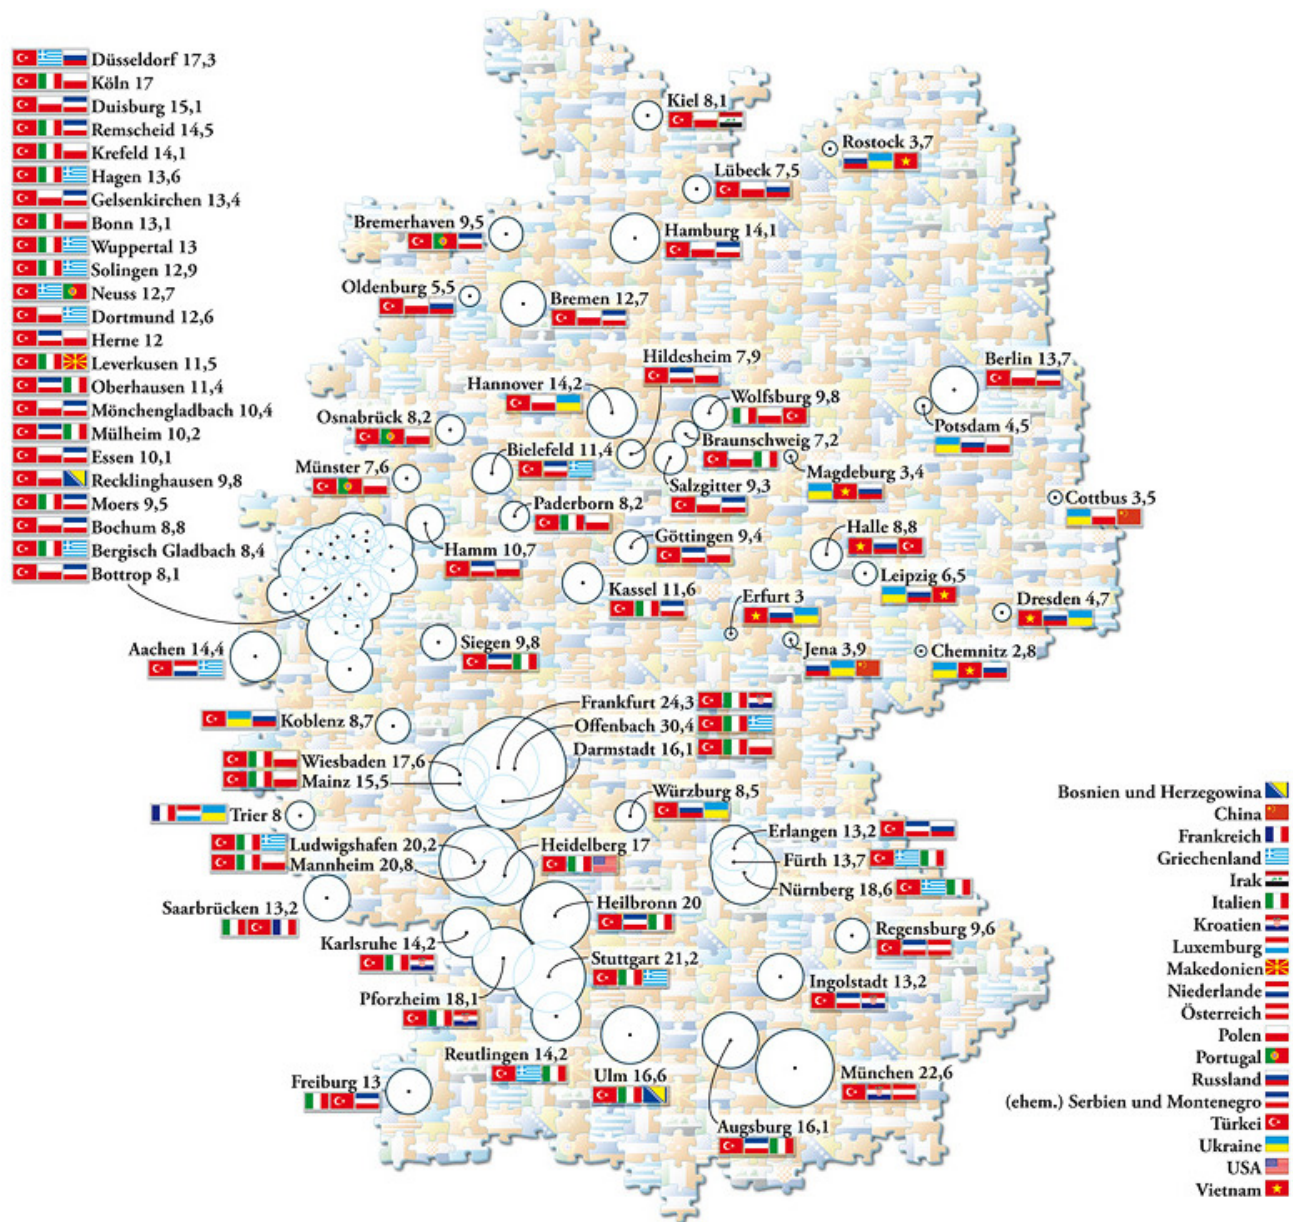 Düsseldorf 17,3
Köln 17
Duisburg 15,1
Remscheid 14,5
Krefeld 14,1
Hagen 13,6
Gelsenkirchen 13,4
Bonn 13,1
Wuppertal 13
Solingen 12,9
Neuss 12,7
Dortmund 12,6
Herne 12
Leverkusen 11,5
Oberhausen 11,4
Mönchengladbach 10,4
Mülheim 10,2
Essen 10,1
Recklinghausen 9,8
Moers 9,5
Bochum 8,8
Bergisch Gladbach 8,4
Bottrop 8,1
Kiel 8,1
Rostock 3,7
Lübeck 7,5
Bremerhaven 9,5
Hamburg 14,1
Oldenburg 5,5
Bremen 12,7
Hildesheim 7,9
Berlin 13,7
Hannover 14,2
Wolfsburg 9,8
Osnabrück 8,2
Potsdam 4,5
Braunschweig 7,2
Bielefeld 11,4
Münster 7,6
Magdeburg 3,4
Salzgitter 9,3
Cottbus 3,5
Paderborn 8,2
Halle 8,8
Göttingen 9,4
Hamm 10,7
Leipzig 6,5
Kassel 11,6
Erfurt 3
Dresden 4,7
Aachen 14,4
Siegen 9,8
Jena 3,9
Chemnitz 2,8
Frankfurt 24,3
Koblenz 8,7
Offenbach 30,4
Darmstadt 16,1
Wiesbaden 17,6
Mainz 15,5
Würzburg 8,5
Trier 8
Erlangen 13,2
Ludwigshafen 20,2
Heidelberg 17
Mannheim 20,8
Fürth 13,7
Nürnberg 18,6
Saarbrücken 13,2
Heilbronn 20
Regensburg 9,6
Karlsruhe 14,2
Stuttgart 21,2
Ingolstadt 13,2
Pforzheim 18,1
Reutlingen 14,2
Ulm 16,6
München 22,6
Freiburg 13
Augsburg 16,1
Bosnien und Herzegowina
China
Frankreich
Griechenland
Irak
Italien
Kroatien
Luxemburg
Makedonien
Niederlande
Österreich
Polen
Portugal
Russland
(ehem.) Serbien und Montenegro
Türkei
Ukraine
USA
Vietnam